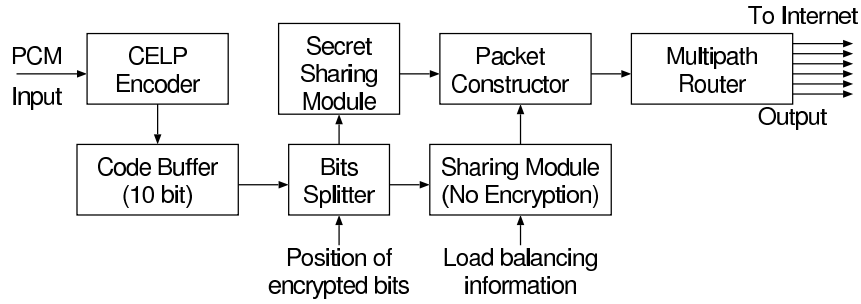 To Internet
PCM
Input
CELP
Encoder
Secret
Sharing
Module
Packet
Constructor
Multipath
Router
Output
Code Buffer
(10 bit)
Bits
Splitter
Sharing Module
(No Encryption)
Position of
encrypted bits
Load balancing
information